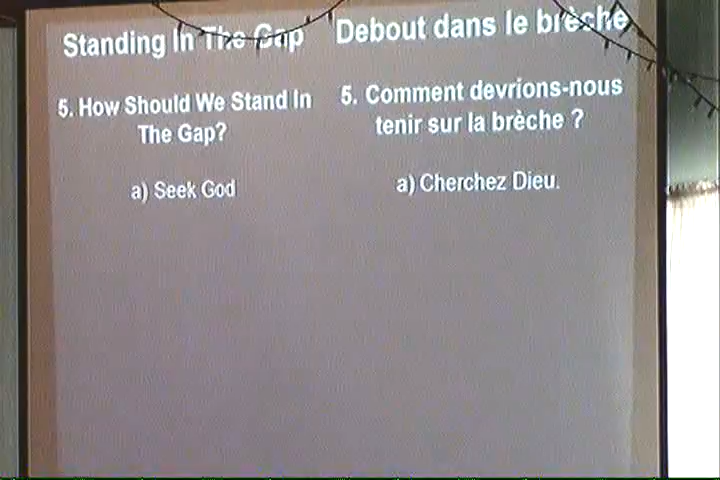 Standing In The Gap
5. How Should We Stand In
The Gap?
a) Seek God
Debout dans le brèche
5. Comment devrions-nous
tenir sur la brèche ?
a) Cherchez Dieu.